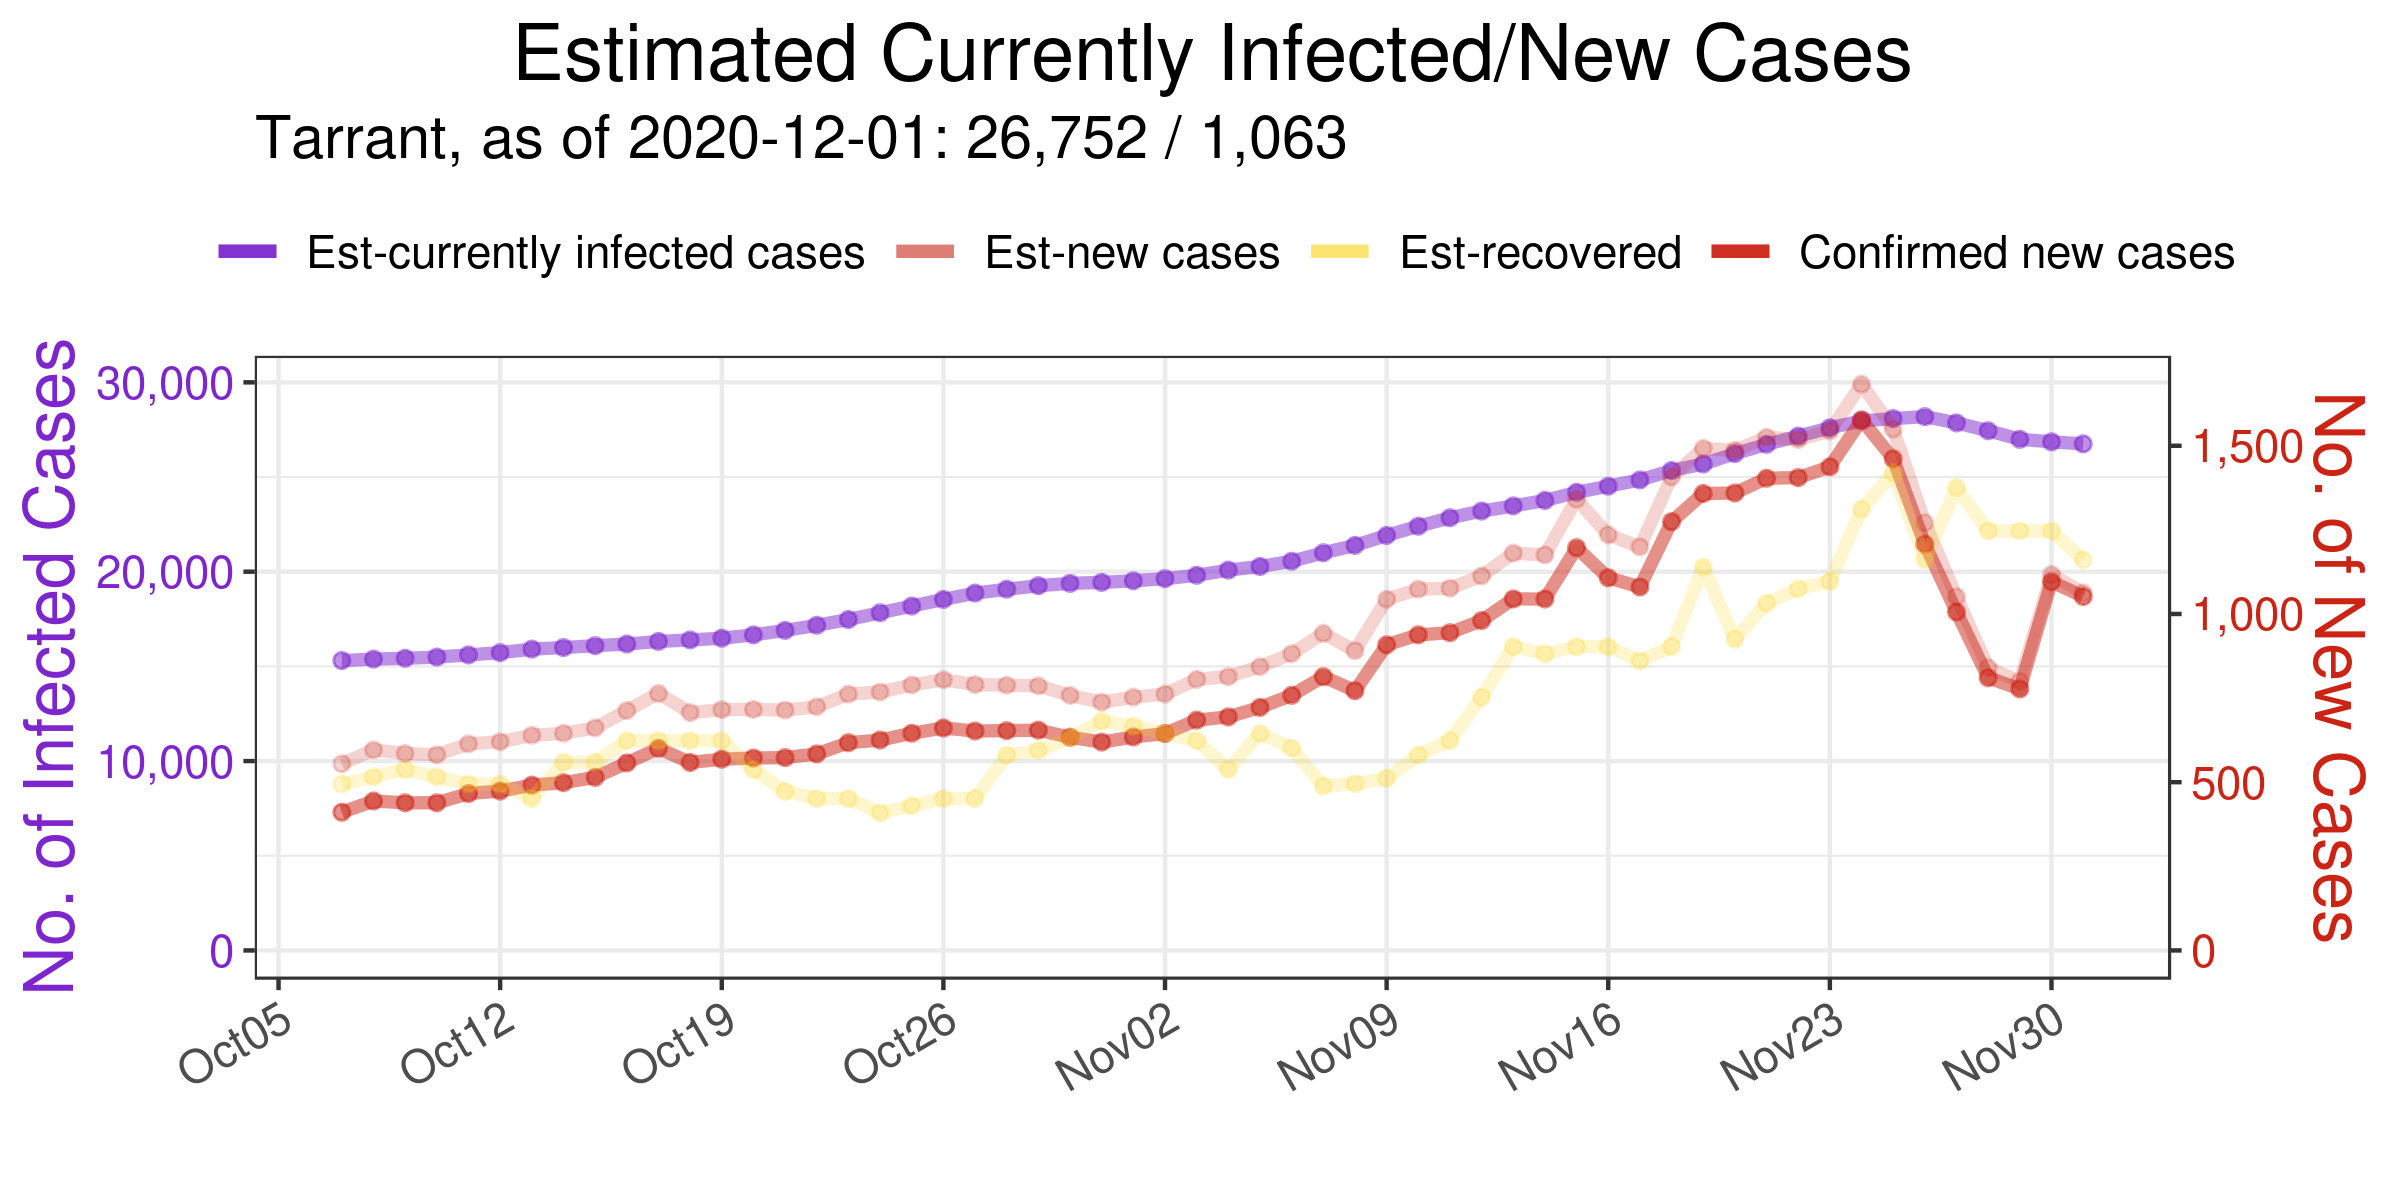 Estimated Currently Infected/New Cases
Tarrant, as of 2020-12-01: 26,752 / 1,063
Est-currently infected cases Est-new cases Est-recovered Confirmed new cases
No. of Infected Cases
30,000
20,000
10,000
0
1,500
1,000
500
0
No. of New Cases
Oct05 Oct12 Oct19 Oct26 Nov02 Nov09 Nov16 Nov23 Nov30